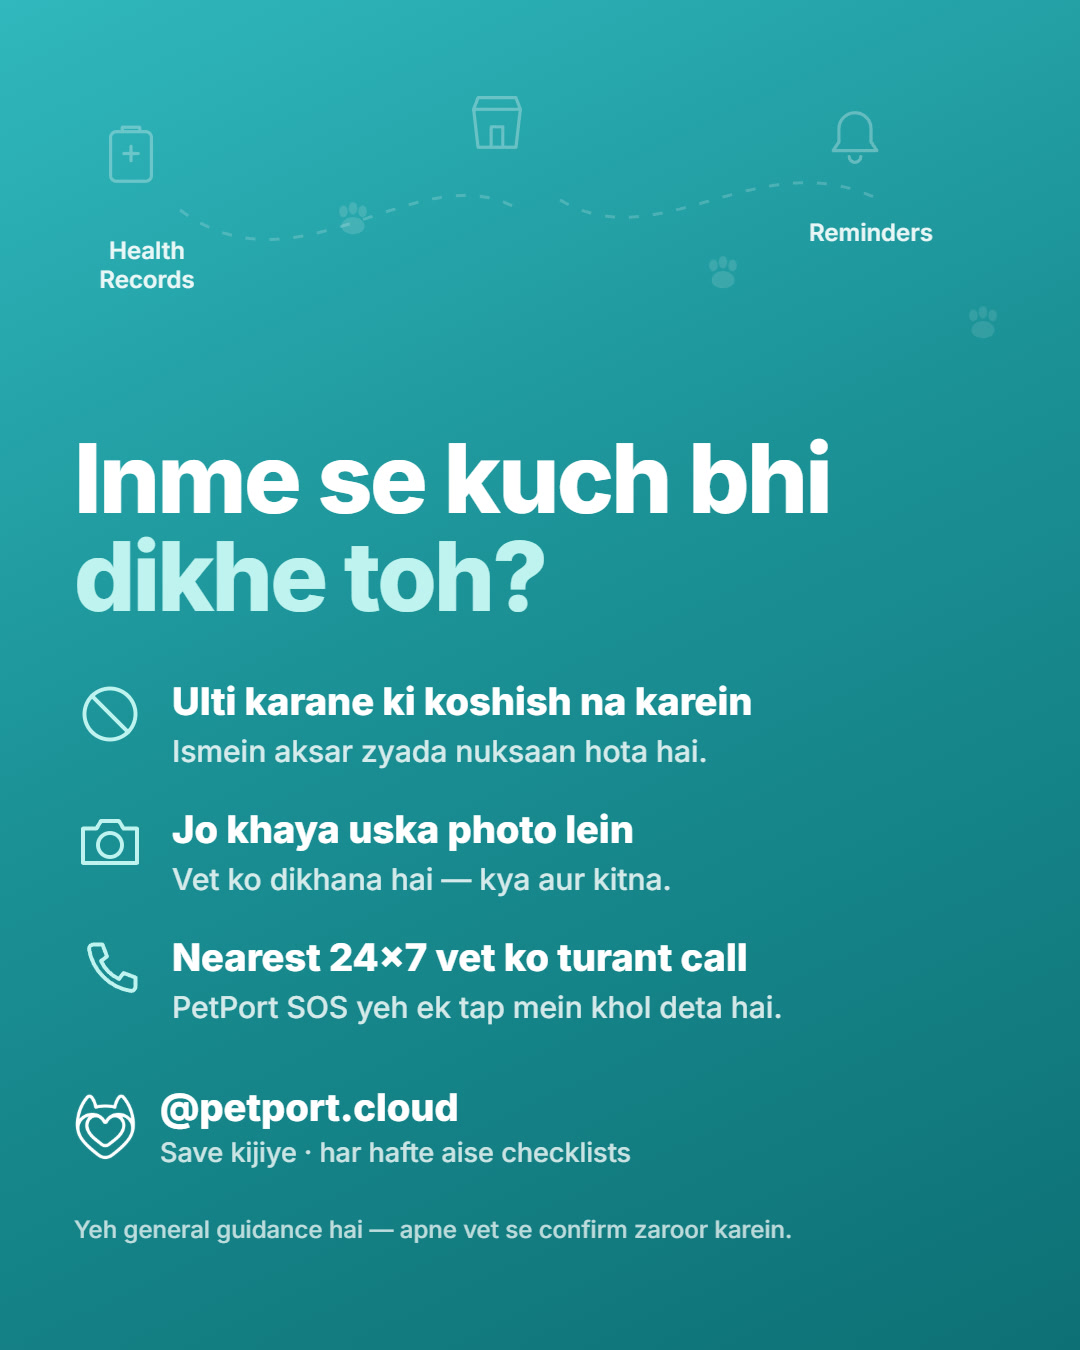 Health
Records
Reminders
Inme se kuch bhi
dikhe toh?
Ulti karane ki koshish na karein
Ismein aksar zyada nuksaan hota hai.
Jo khaya uska photo lein
Vet ko dikhana hai — kya aur kitna.
Nearest 24×7 vet ko turant call
PetPort SOS yeh ek tap mein khol deta hai.
@petport.cloud
Save kijiye · har hafte aise checklists
Yeh general guidance hai — apne vet se confirm zaroor karein.